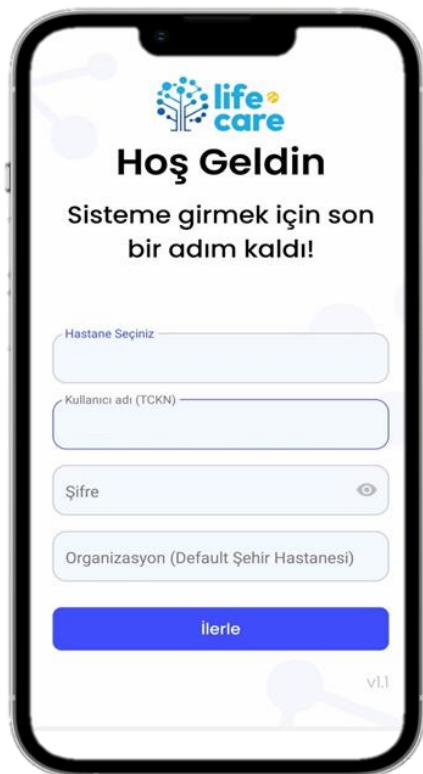 life
care
Hoş Geldin
Sisteme girmek için son
bir adım kaldı!
Hastane Seçiniz
Kullanıcı adı (TCKN)
Şifre
Organizasyon (Default Şehir Hastanesi)
İlerle
v1.1